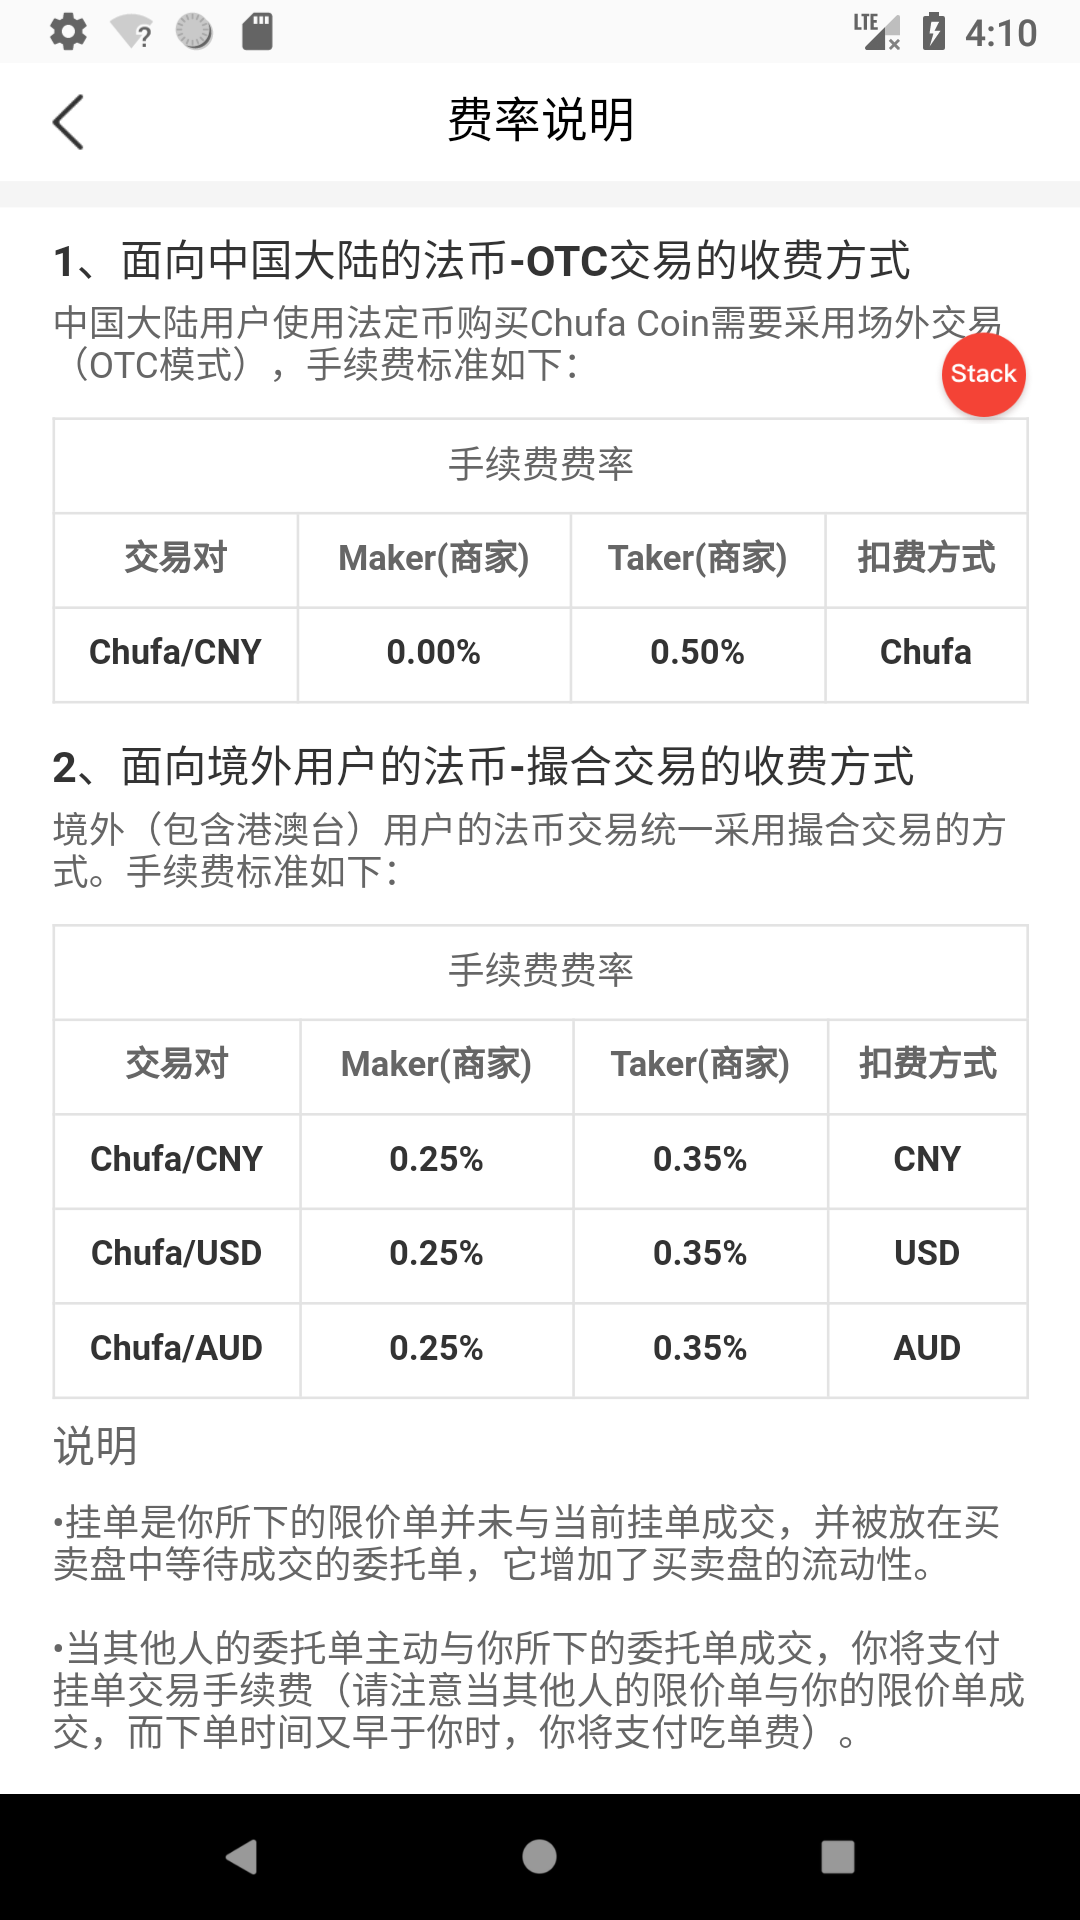 LTE 4:10
费率说明
1、面向中国大陆的法币-OTC交易的收费方式
中国大陆用户使用法定币购买Chufa Coin需要采用场外交易
（OTC模式），手续费标准如下：
Stack
手续费费率
交易对 Maker(商家) Taker(商家) 扣费方式
Chufa/CNY 0.00% 0.50% Chufa
2、面向境外用户的法币-撮合交易的收费方式
境外（包含港澳台）用户的法币交易统一采用撮合交易的方
式。手续费标准如下：
手续费费率
交易对 Maker(商家) Taker(商家) 扣费方式
Chufa/CNY 0.25% 0.35% CNY
Chufa/USD 0.25% 0.35% USD
Chufa/AUD 0.25% 0.35% AUD
说明
•挂单是你所下的限价单并未与当前挂单成交，并被放在买
卖盘中等待成交的委托单，它增加了买卖盘的流动性。
•当其他人的委托单主动与你所下的委托单成交，你将支付
挂单交易手续费（请注意当其他人的限价单与你的限价单成
交，而下单时间又早于你时，你将支付吃单费）。